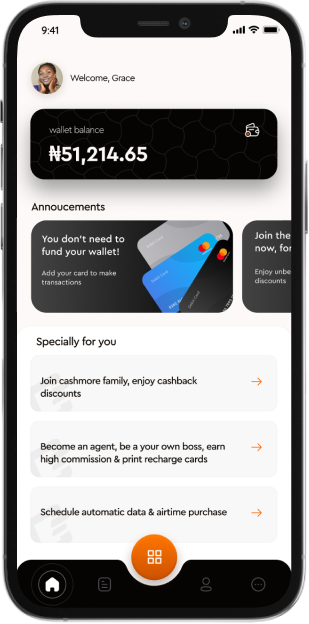 9:41
Welcome, Grace
wallet balance
₦51,214.65
Annoucements
You don't need to
fund your wallet!
Add your card to make
transactions
Join the
now, for
Enjoy unbe
discounts
Specially for you
Join cashmore family, enjoy cashback
discounts
Become an agent, be a your own boss, earn
high commission & print recharge cards
Schedule automatic data & airtime purchase